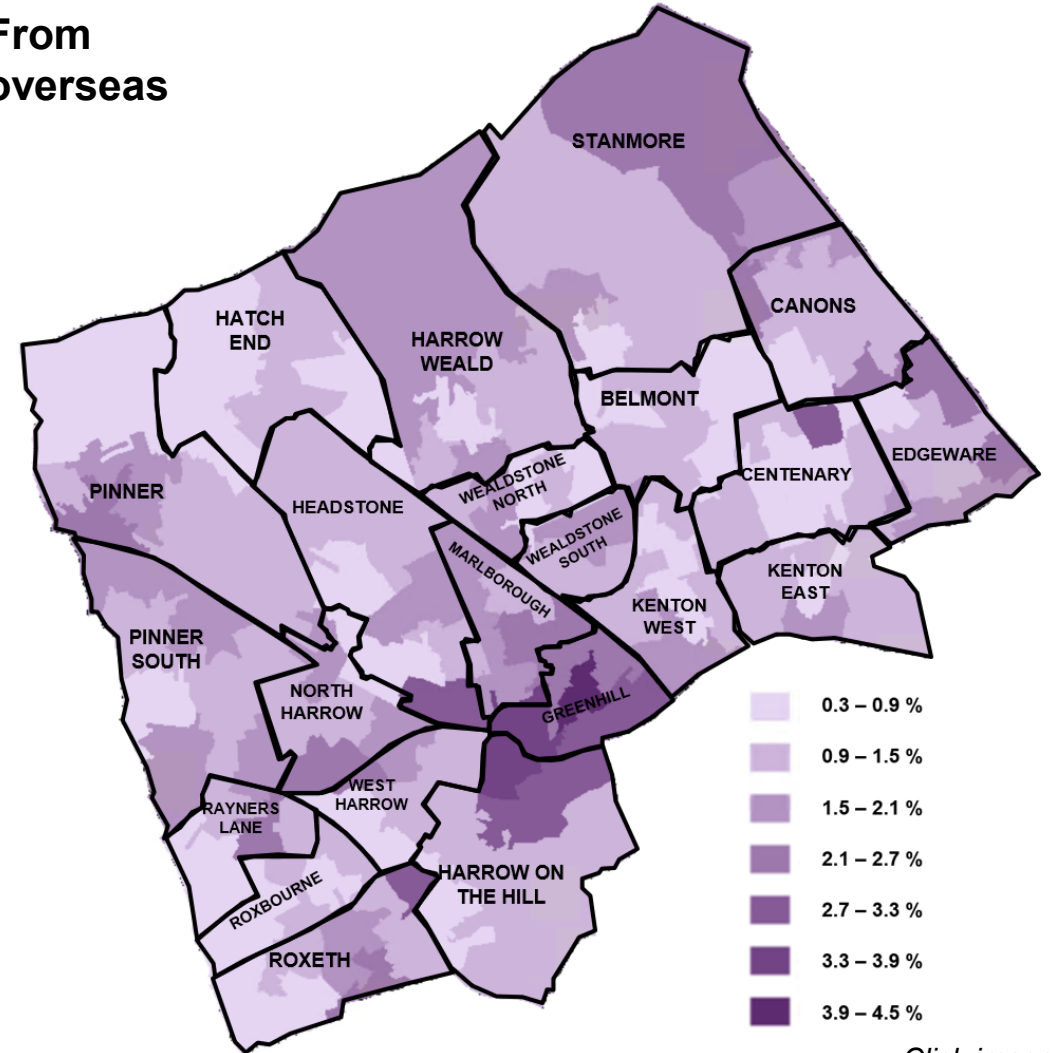 From
overseas
STANMORE
CANONS
HATCH
END
HARROW
WEALD
BELMONT
EDGEWARE
CENTENARY
WEALDSTONE
NORTH
PINNER
HEADSTONE
WEALDSTONE
SOUTH
MARLBOROUGH
KENTON
EAST
KENTON
WEST
PINNER
SOUTH
NORTH
HARROW
GREENHILL
WEST
HARROW
RAYNERS
LANE
HARROW ON
THE HILL
ROXBOURNE
ROXETH
0.3 – 0.9 %
0.9 – 1.5 %
1.5 – 2.1 %
2.1 – 2.7 %
2.7 – 3.3 %
3.3 – 3.9 %
3.9 – 4.5 %